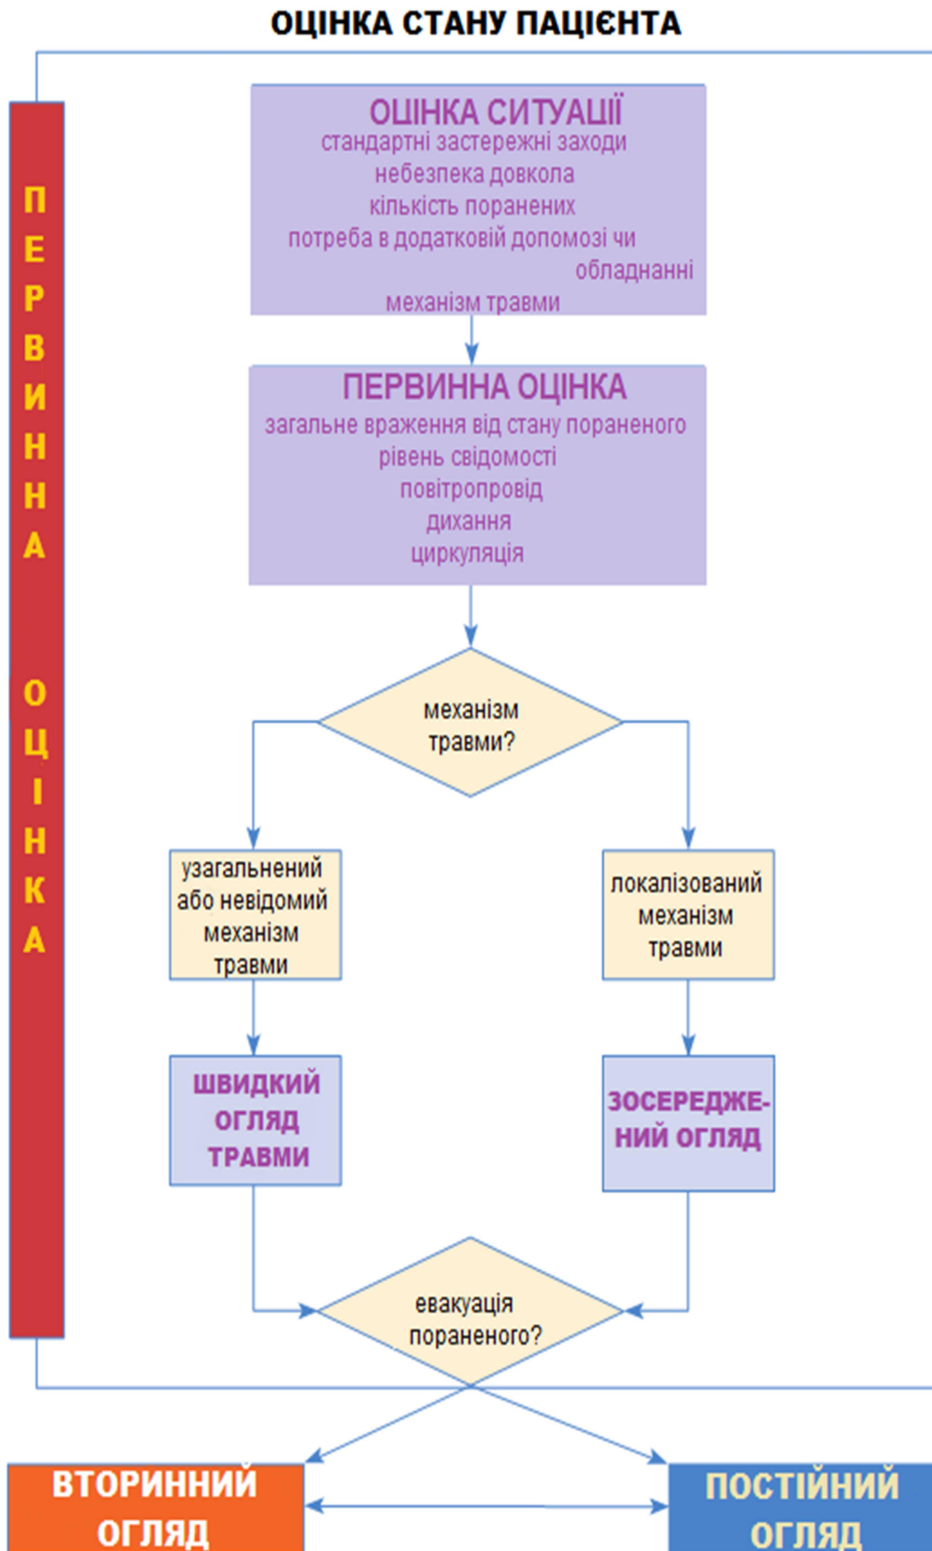 ОЦІНКА СТАНУ ПАЦІЄНТА
ПЕРВИННА ОЦІНКА
ОЦІНКА СИТУАЦІЇ
стандартні застережні заходи
небезпека довкола
кількість поранених
потреба в додатковій допомозі чи
обладнанні
механізм травми
ПЕРВИННА ОЦІНКА
загальне враження від стану пораненого
рівень свідомості
повітропровід
дихання
циркуляція
механізм
травми?
узагальнений
або невідомий
механізм
травми
локалізований
механізм
травми
ШВИДКИЙ
ОГЛЯД
ТРАВМИ
ЗОСЕРЕДЖЕ-
НИЙ ОГЛЯД
евакуація
пораненого?
ВТОРИННИЙ
ОГЛЯД
ПОСТІЙНИЙ
ОГЛЯД